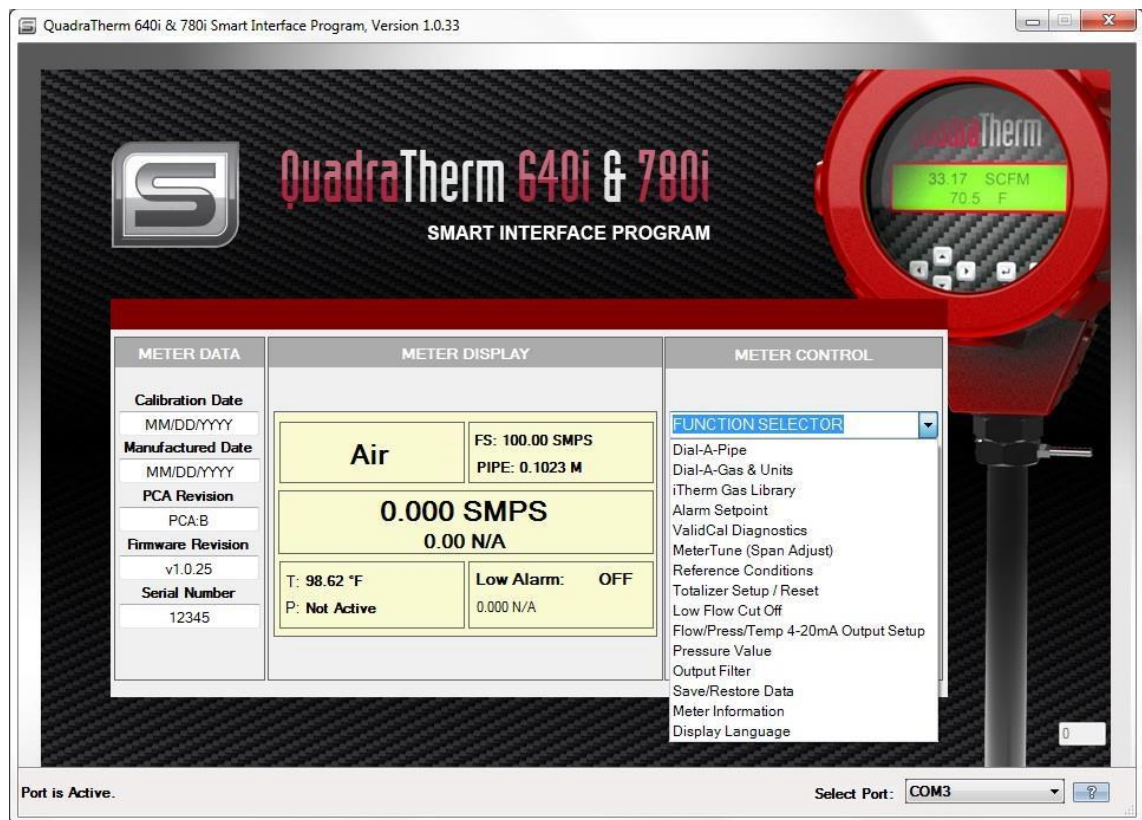 QuadraTherm 640i & 780i Smart Interface Program, Version 1.0.33
S
QuadraTherm 640i & 780i
SMART INTERFACE PROGRAM
QuadraTherm
33.17 SCFM
70.5 F
METER DATA
Calibration Date
MM/DD/YYYY
Manufactured Date
MM/DD/YYYY
PCA Revision
PCA:B
Firmware Revision
v1.0.25
Serial Number
12345
METER DISPLAY
Air
FS: 100.00 SMPS
PIPE: 0.1023 M
0.000 SMPS
0.00 N/A
T: 98.62 °F
P: Not Active
Low Alarm: OFF
0.000 N/A
METER CONTROL
FUNCTION SELECTOR
Dial-A-Pipe
Dial-A-Gas & Units
iTherm Gas Library
Alarm Setpoint
ValidCal Diagnostics
MeterTune (Span Adjust)
Reference Conditions
Totalizer Setup / Reset
Low Flow Cut Off
Flow/Press/Temp 4-20mA Output Setup
Pressure Value
Output Filter
Save/Restore Data
Meter Information
Display Language
0
Port is Active.
Select Port: COM3
?